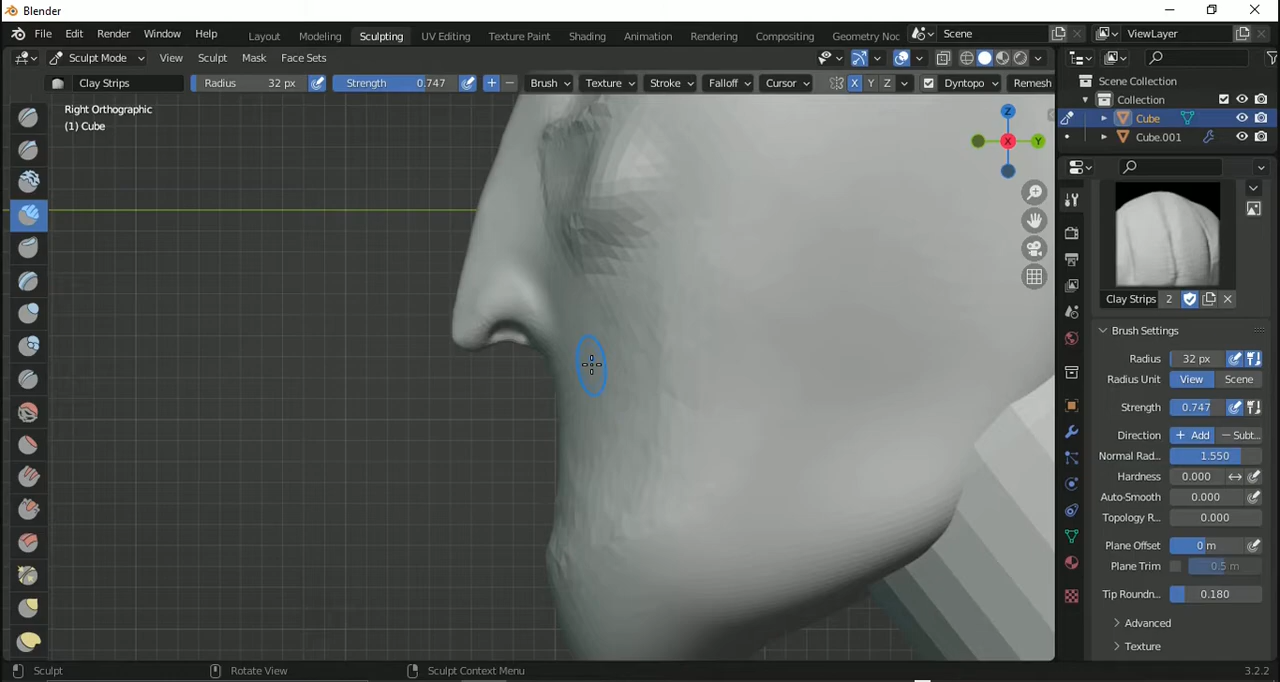 Blender
File Edit Render Window Help Layout Modeling Sculpting UV Editing Texture Paint Shading Animation Rendering Compositing Geometry Noc Scene ViewLayer
Sculpt Mode View Sculpt Mask Face Sets
Clay Strips Radius 32 px Strength 0.747 Brush Texture Stroke Falloff Cursor X Y Z Dyntopo Remesh
Right Orthographic
(1) Cube
Z
X
Y
Scene Collection
Collection
Cube
Cube.001
Clay Strips 2
Brush Settings
Radius 32 px
Radius Unit View Scene
Strength 0.747
Direction + Add − Subt...
Normal Rad... 1.550
Hardness 0.000
Auto-Smooth 0.000
Topology R... 0.000
Plane Offset 0 m
Plane Trim 0.5 m
Tip Roundn... 0.180
Advanced
Texture
Sculpt Rotate View Sculpt Context Menu 3.2.2